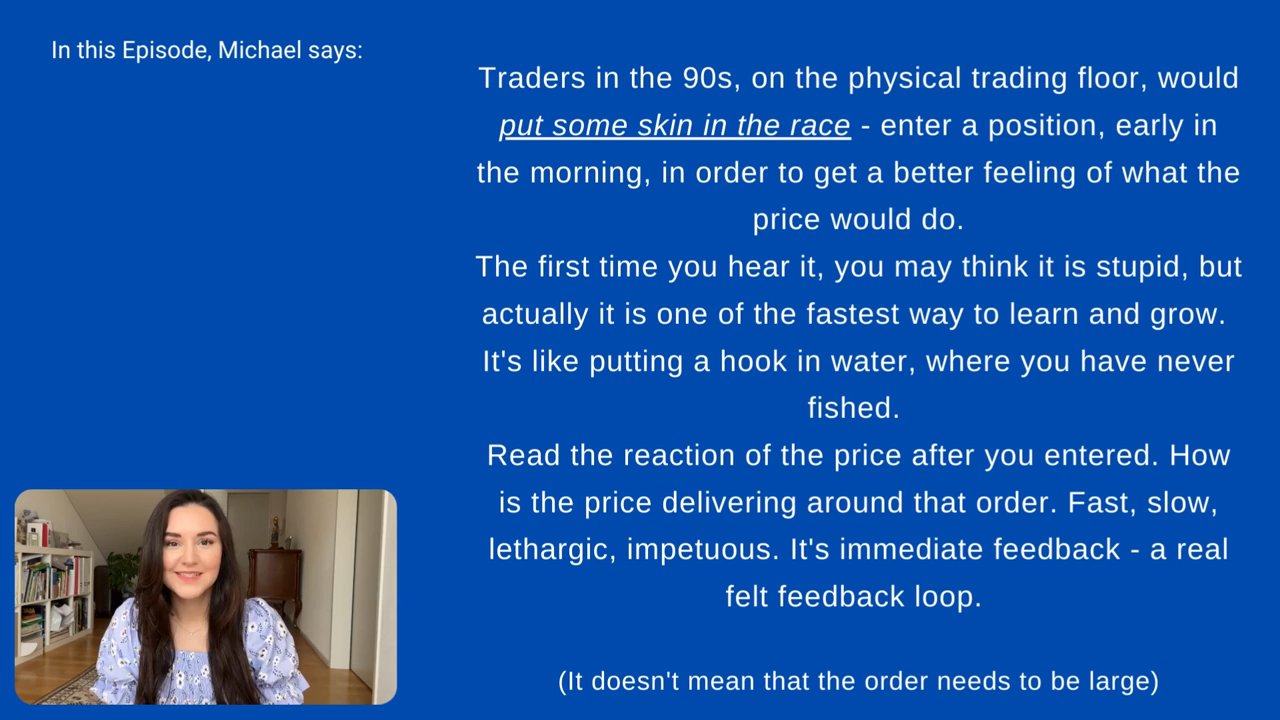 In this Episode, Michael says:
Traders in the 90s, on the physical trading floor, would
put some skin in the race - enter a position, early in
the morning, in order to get a better feeling of what the
price would do.
The first time you hear it, you may think it is stupid, but
actually it is one of the fastest way to learn and grow.
It's like putting a hook in water, where you have never
fished.
Read the reaction of the price after you entered. How
is the price delivering around that order. Fast, slow,
lethargic, impetuous. It's immediate feedback - a real
felt feedback loop.
(It doesn't mean that the order needs to be large)